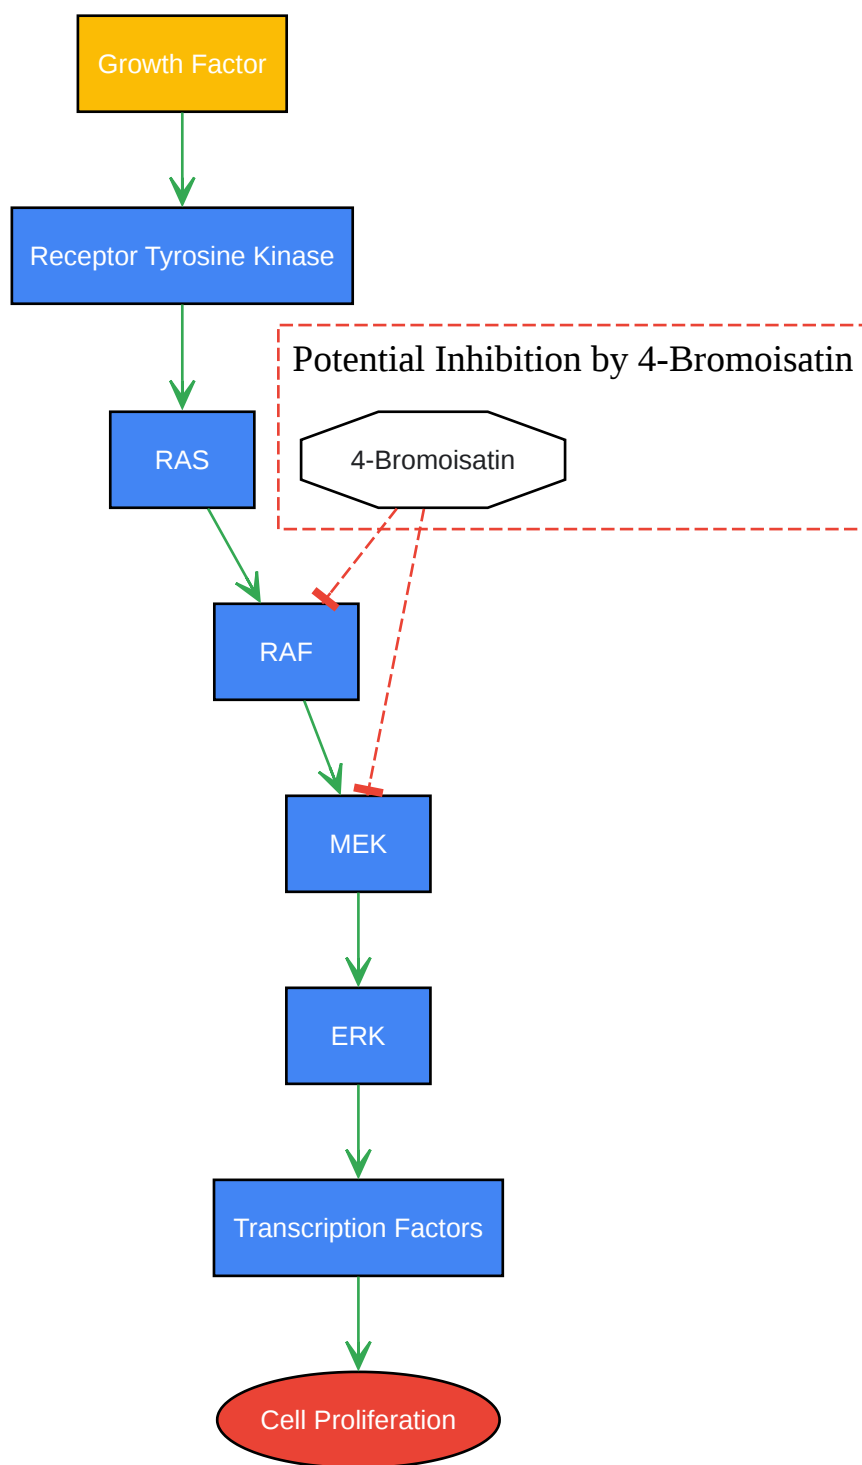 Growth Factor
Receptor Tyrosine Kinase
Potential Inhibition by 4-Bromoisatin
RAS
4-Bromoisatin
RAF
MEK
ERK
Transcription Factors
Cell Proliferation